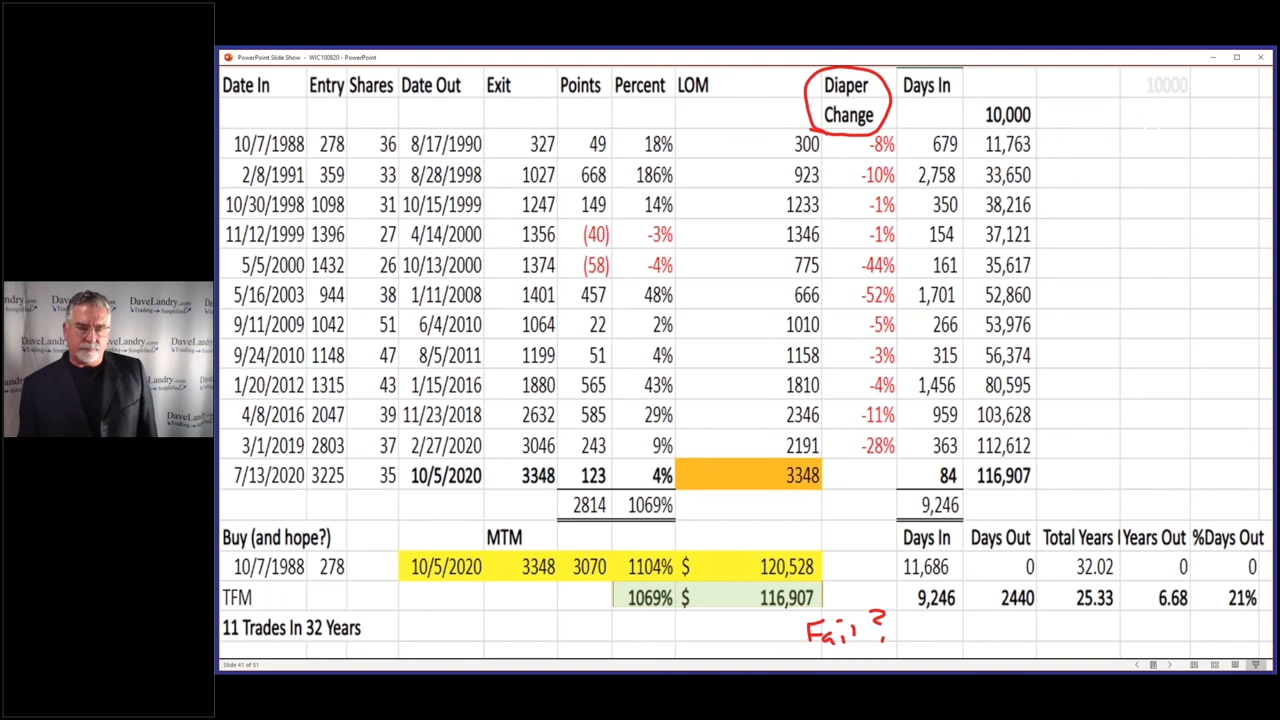 PowerPoint Slide Show - WIC100820 - PowerPoint
Date In Entry Shares Date Out Exit Points Percent LOM Diaper Change Days In 10000
10,000
10/7/1988 278 36 8/17/1990 327 49 18% 300 -8% 679 11,763
2/8/1991 359 33 8/28/1998 1027 668 186% 923 -10% 2,758 33,650
10/30/1998 1098 31 10/15/1999 1247 149 14% 1233 -1% 350 38,216
11/12/1999 1396 27 4/14/2000 1356 (40) -3% 1346 -1% 154 37,121
5/5/2000 1432 26 10/13/2000 1374 (58) -4% 775 -44% 161 35,617
5/16/2003 944 38 1/11/2008 1401 457 48% 666 -52% 1,701 52,860
9/11/2009 1042 51 6/4/2010 1064 22 2% 1010 -5% 266 53,976
9/24/2010 1148 47 8/5/2011 1199 51 4% 1158 -3% 315 56,374
1/20/2012 1315 43 1/15/2016 1880 565 43% 1810 -4% 1,456 80,595
4/8/2016 2047 39 11/23/2018 2632 585 29% 2346 -11% 959 103,628
3/1/2019 2803 37 2/27/2020 3046 243 9% 2191 -28% 363 112,612
7/13/2020 3225 35 10/5/2020 3348 123 4% 3348 84 116,907
2814 1069% 9,246
Buy (and hope?) MTM Days In Days Out Total Years Years Out %Days Out
10/7/1988 278 10/5/2020 3348 3070 1104% $ 120,528 11,686 0 32.02 0 0
TFM 1069% $ 116,907 9,246 2440 25.33 6.68 21%
11 Trades In 32 Years
Fail?
Slide 41 of 51
DaveLandry.com
Trading Simplified